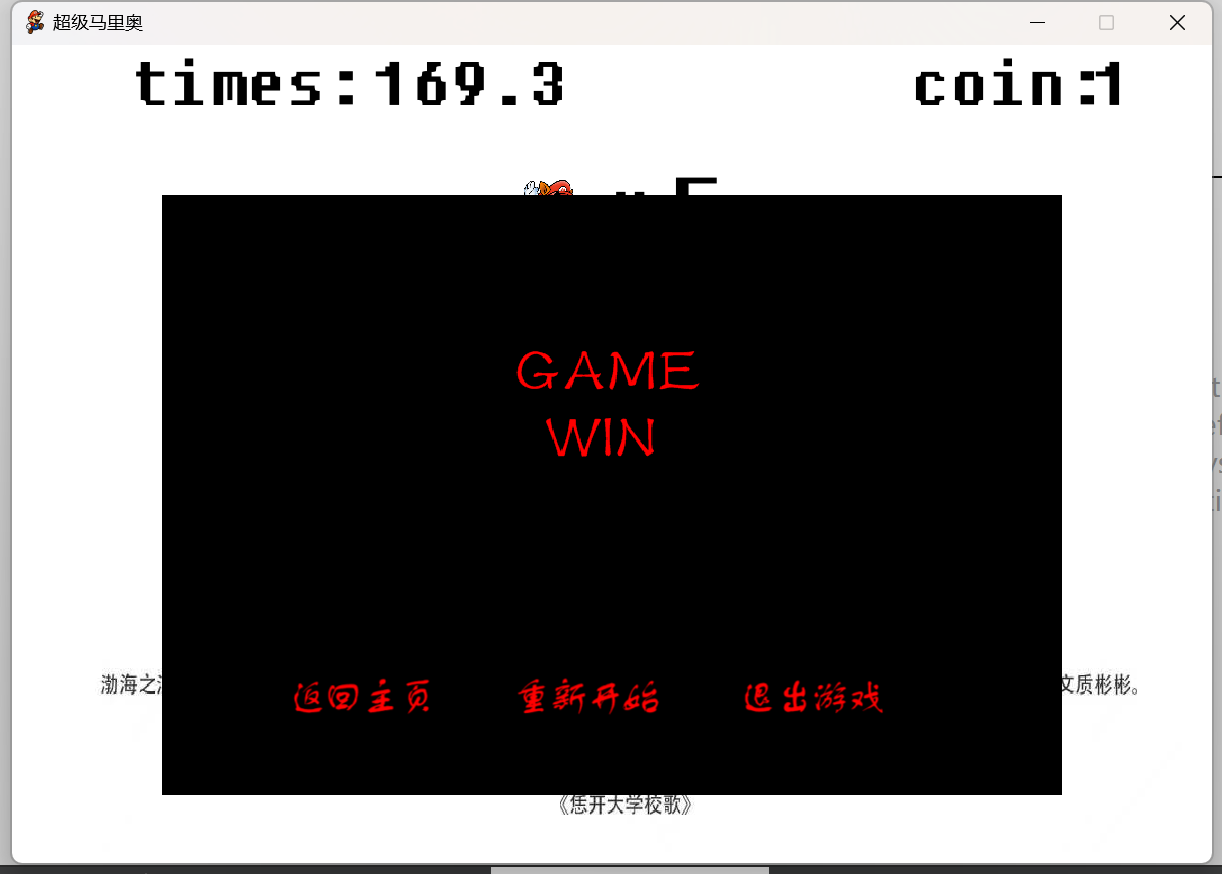 超级马里奥
times:169.3 coin:1
GAME
WIN
渤海之 文质彬彬。
返回主页 重新开始 退出游戏
《恁开大学校歌》